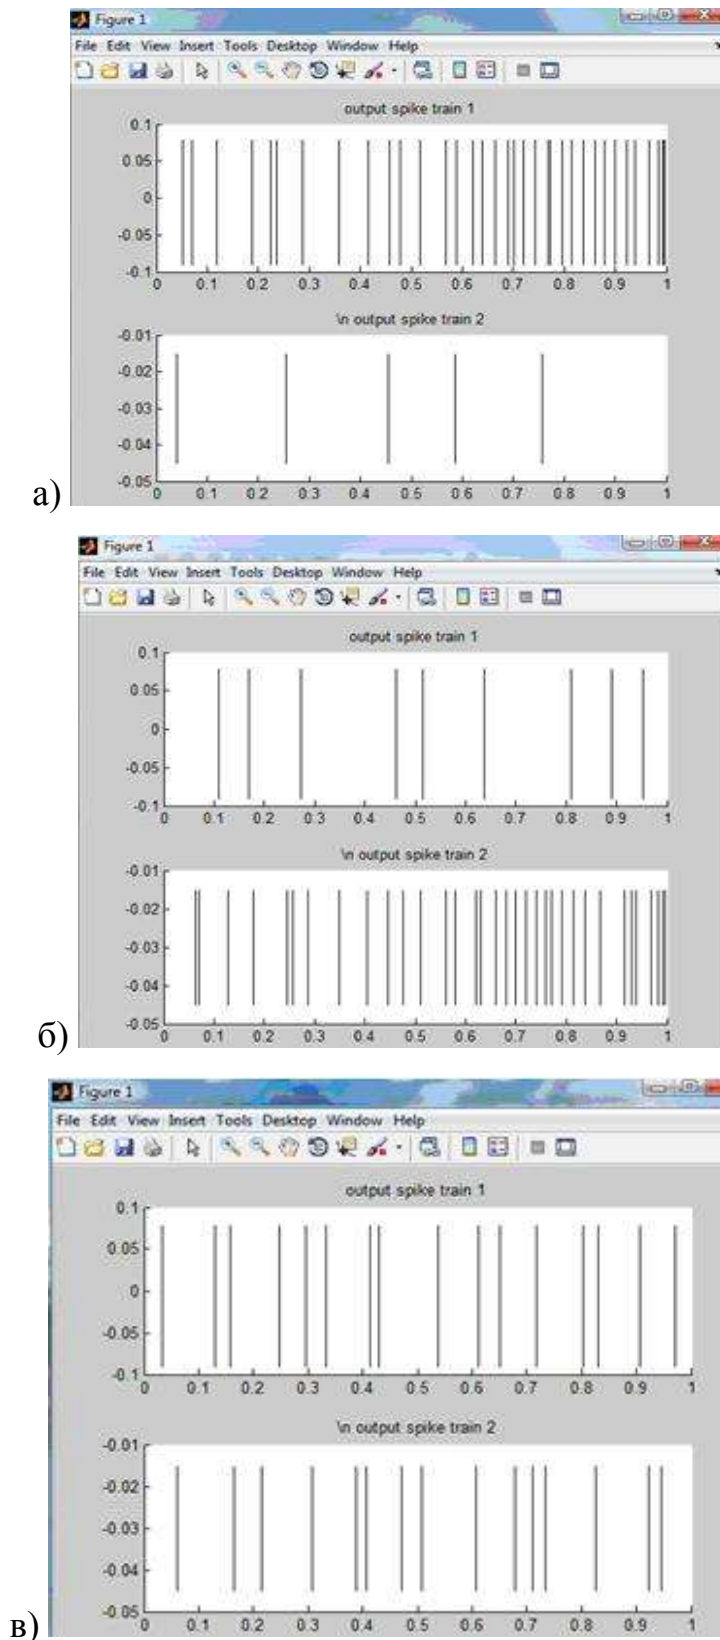 Figure 1
File Edit View Insert Tools Desktop Window Help
output spike train 1
0.1
0.05
0
-0.05
-0.1
0 0.1 0.2 0.3 0.4 0.5 0.6 0.7 0.8 0.9 1
\n output spike train 2
-0.01
-0.02
-0.03
-0.04
-0.05
0 0.1 0.2 0.3 0.4 0.5 0.6 0.7 0.8 0.9 1
а)
Figure 1
File Edit View Insert Tools Desktop Window Help
output spike train 1
0.1
0.05
0
-0.05
-0.1
0 0.1 0.2 0.3 0.4 0.5 0.6 0.7 0.8 0.9 1
\n output spike train 2
-0.01
-0.02
-0.03
-0.04
-0.05
0 0.1 0.2 0.3 0.4 0.5 0.6 0.7 0.8 0.9 1
б)
Figure 1
File Edit View Insert Tools Desktop Window Help
output spike train 1
0.1
0.05
0
-0.05
-0.1
0 0.1 0.2 0.3 0.4 0.5 0.6 0.7 0.8 0.9 1
\n output spike train 2
-0.01
-0.02
-0.03
-0.04
-0.05
0 0.1 0.2 0.3 0.4 0.5 0.6 0.7 0.8 0.9 1
в)